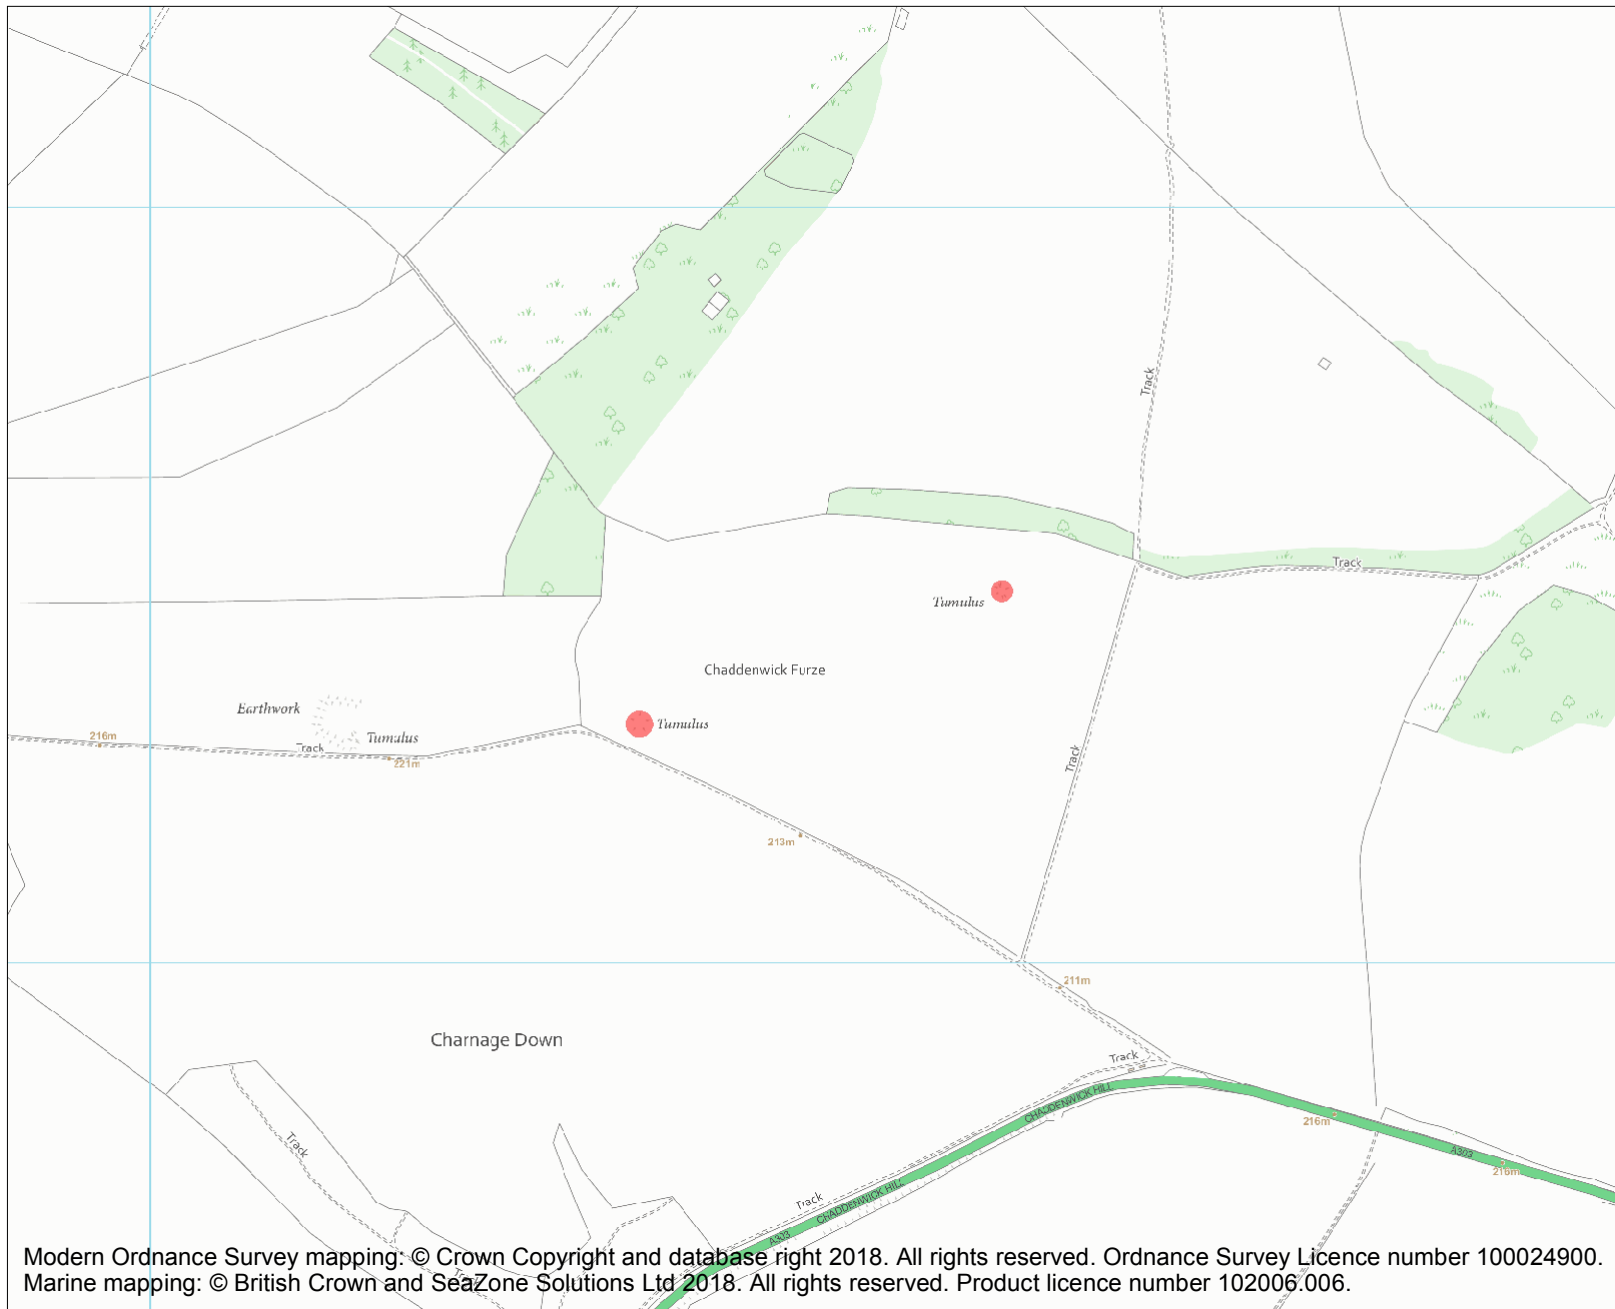 Track
Track
Tumulus
Chaddenwick Furze
Earthwork
Tumulus
216m
Track
Tumulus
221m
Track
213m
211m
Charnage Down
Track
CHADDENWICK HILL
216m
Track
A303
216m
Track
CHADDENWICK HILL
A303
Modern Ordnance Survey mapping: © Crown Copyright and database right 2018. All rights reserved. Ordnance Survey Licence number 100024900.
Track
Marine mapping: © British Crown and SeaZone Solutions Ltd 2018. All rights reserved. Product licence number 102006.006.